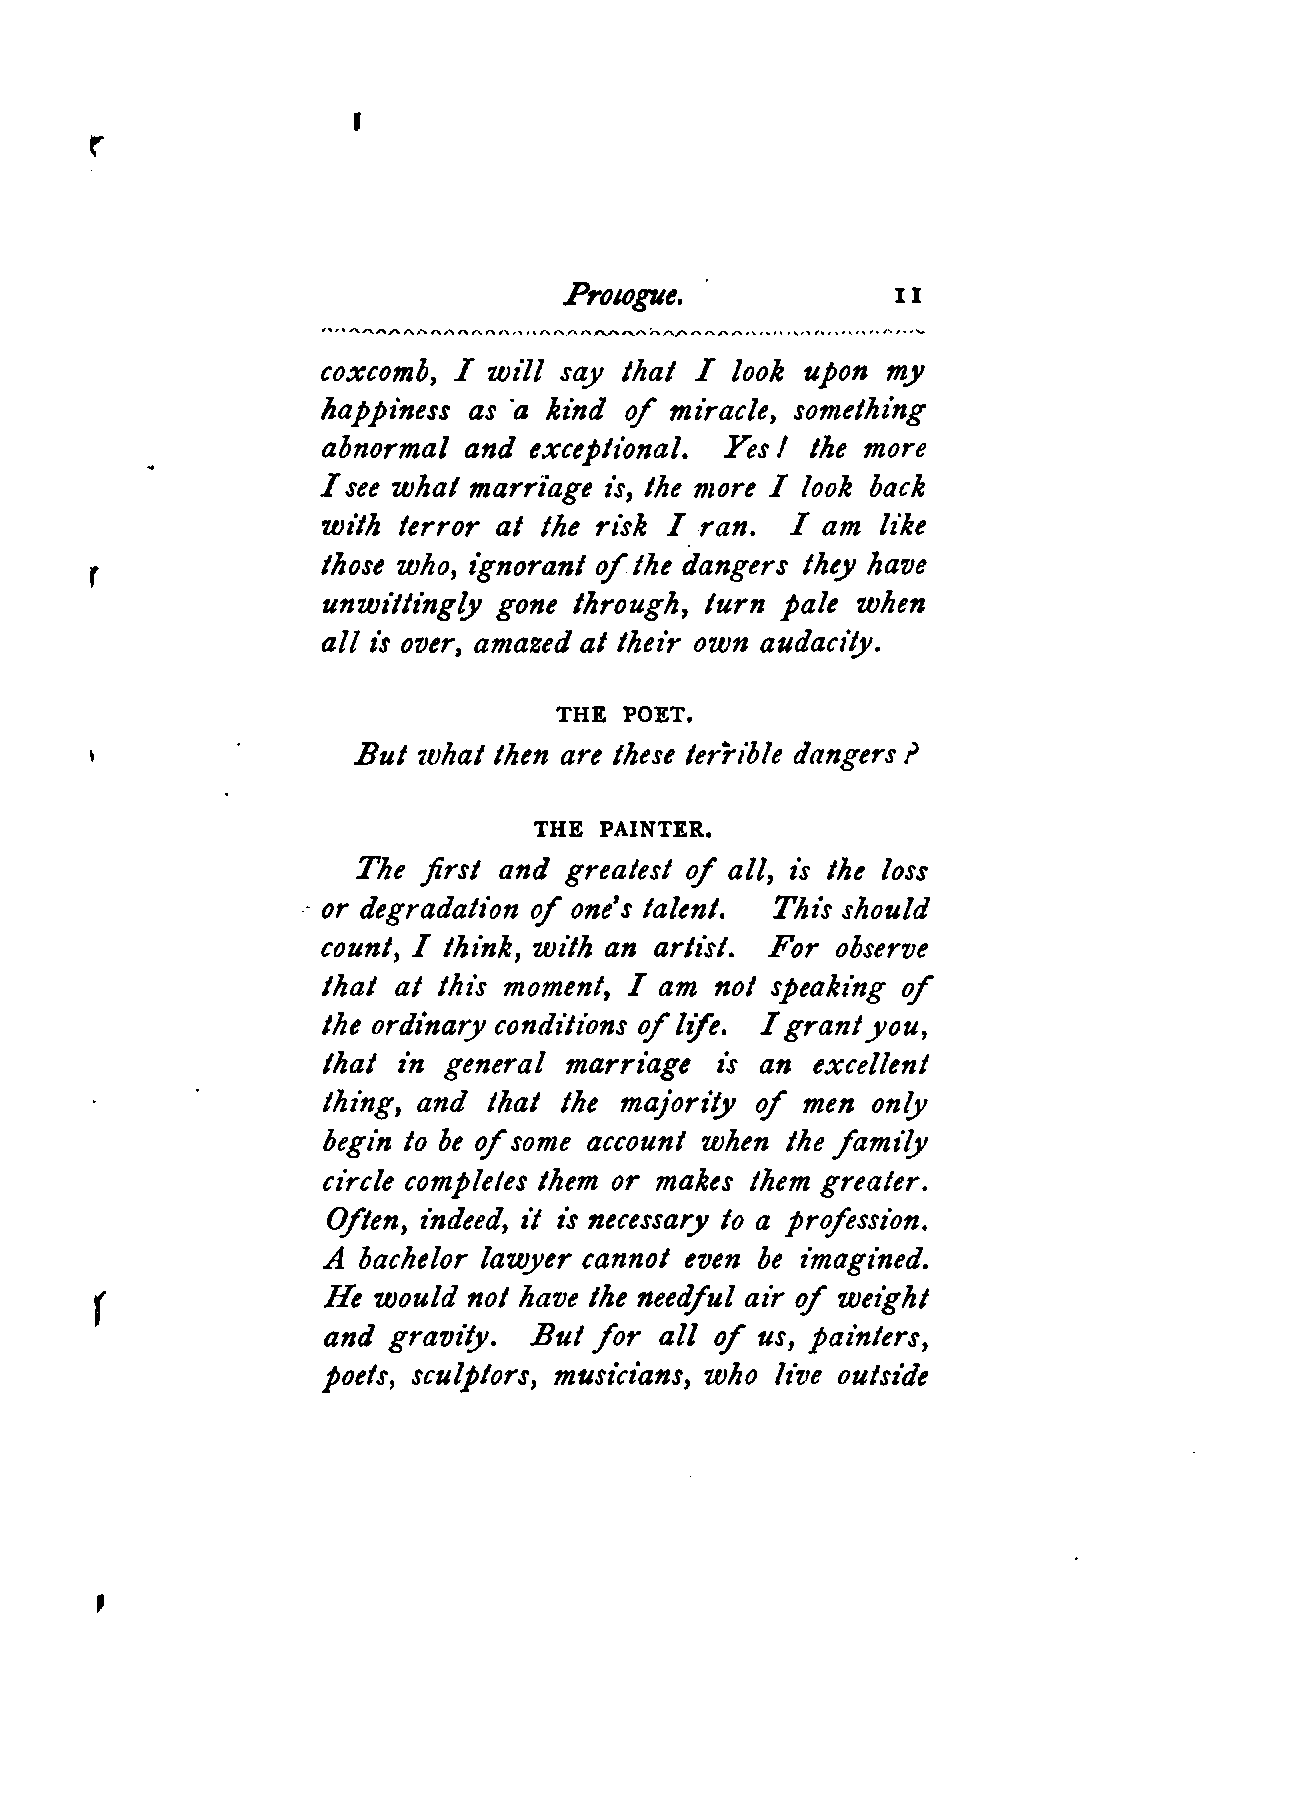 Prologue. 11
coxcomb, I will say that I look upon my
happiness as a kind of miracle, something
abnormal and exceptional. Yes! the more
I see what marriage is, the more I look back
with terror at the risk I ran. I am like
those who, ignorant of the dangers they have
unwittingly gone through, turn pale when
all is over, amazed at their own audacity.
THE POET.
But what then are these terrible dangers?
THE PAINTER.
The first and greatest of all, is the loss
or degradation of one's talent. This should
count, I think, with an artist. For observe
that at this moment, I am not speaking of
the ordinary conditions of life. I grant you,
that in general marriage is an excellent
thing, and that the majority of men only
begin to be of some account when the family
circle completes them or makes them greater.
Often, indeed, it is necessary to a profession.
A bachelor lawyer cannot even be imagined.
He would not have the needful air of weight
and gravity. But for all of us, painters,
poets, sculptors, musicians, who live outside